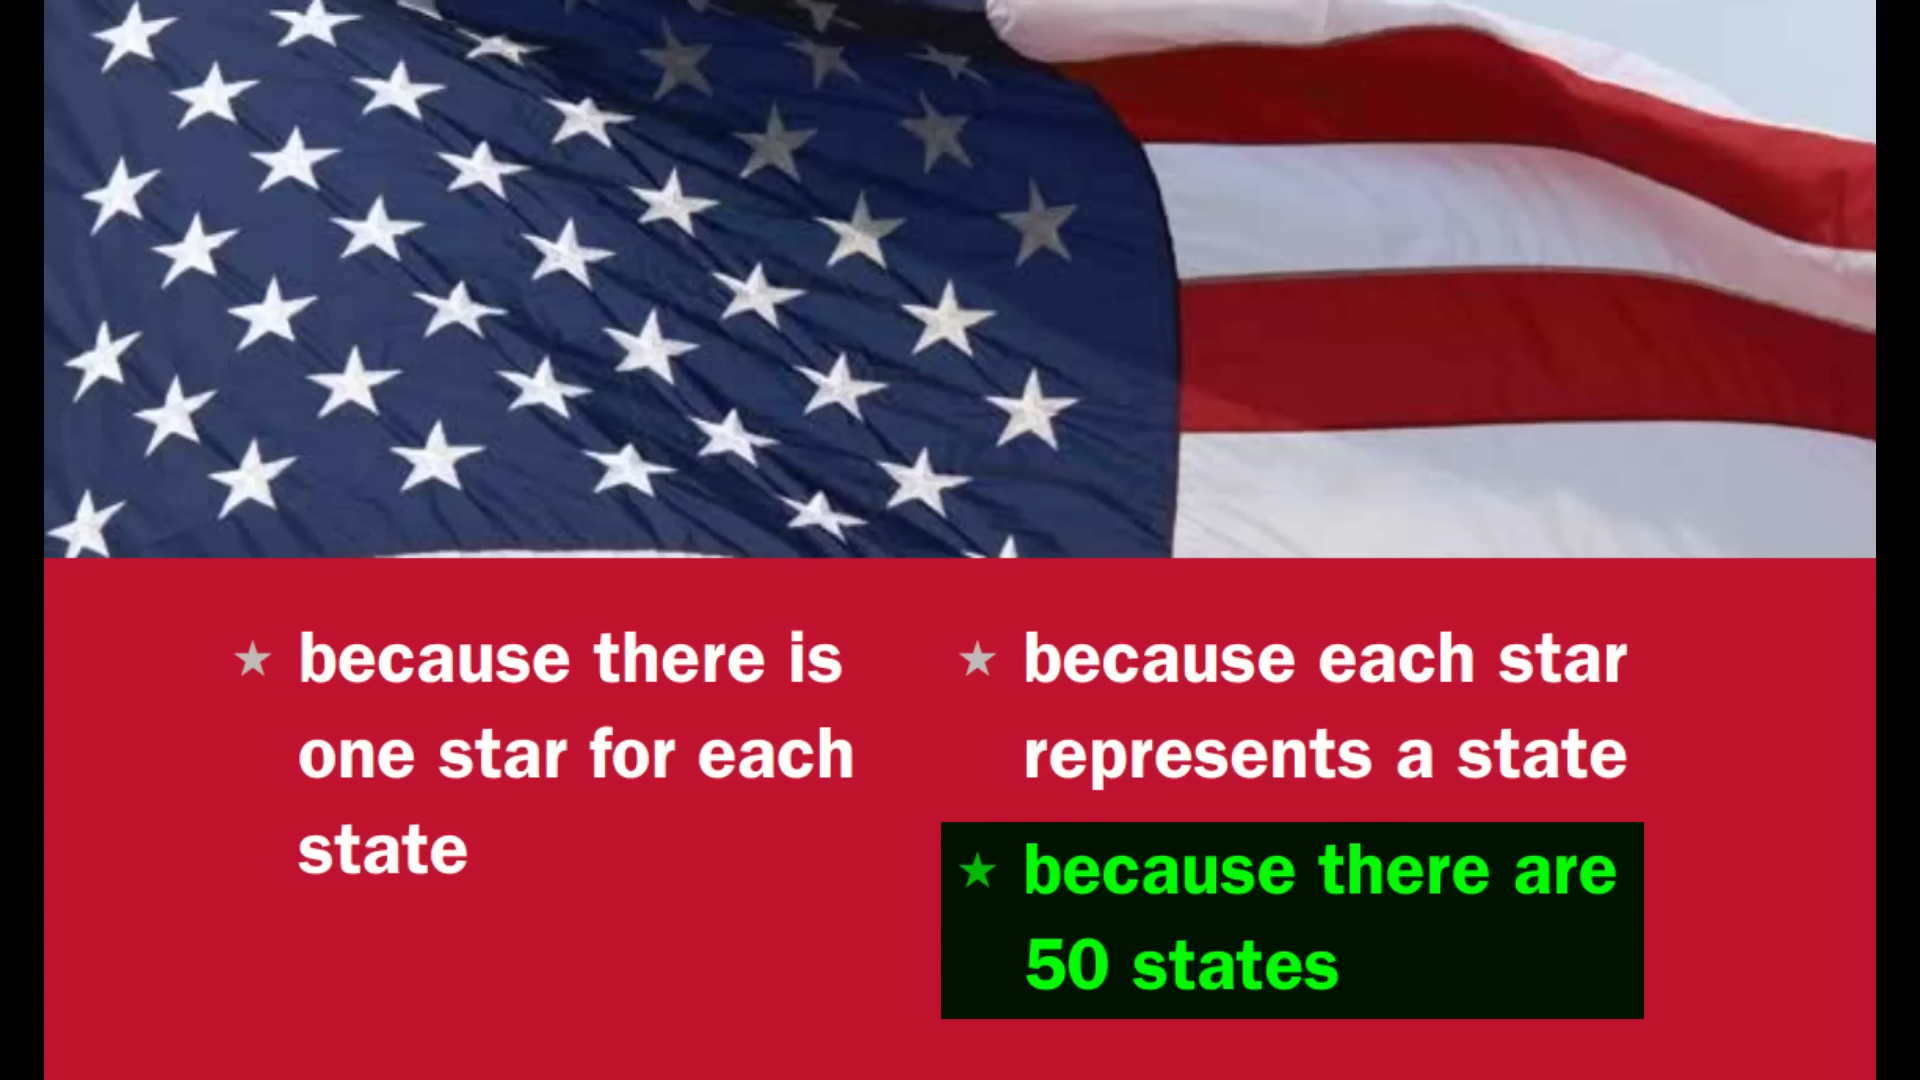 because there is
one star for each
state
because each star
represents a state
because there are
50 states